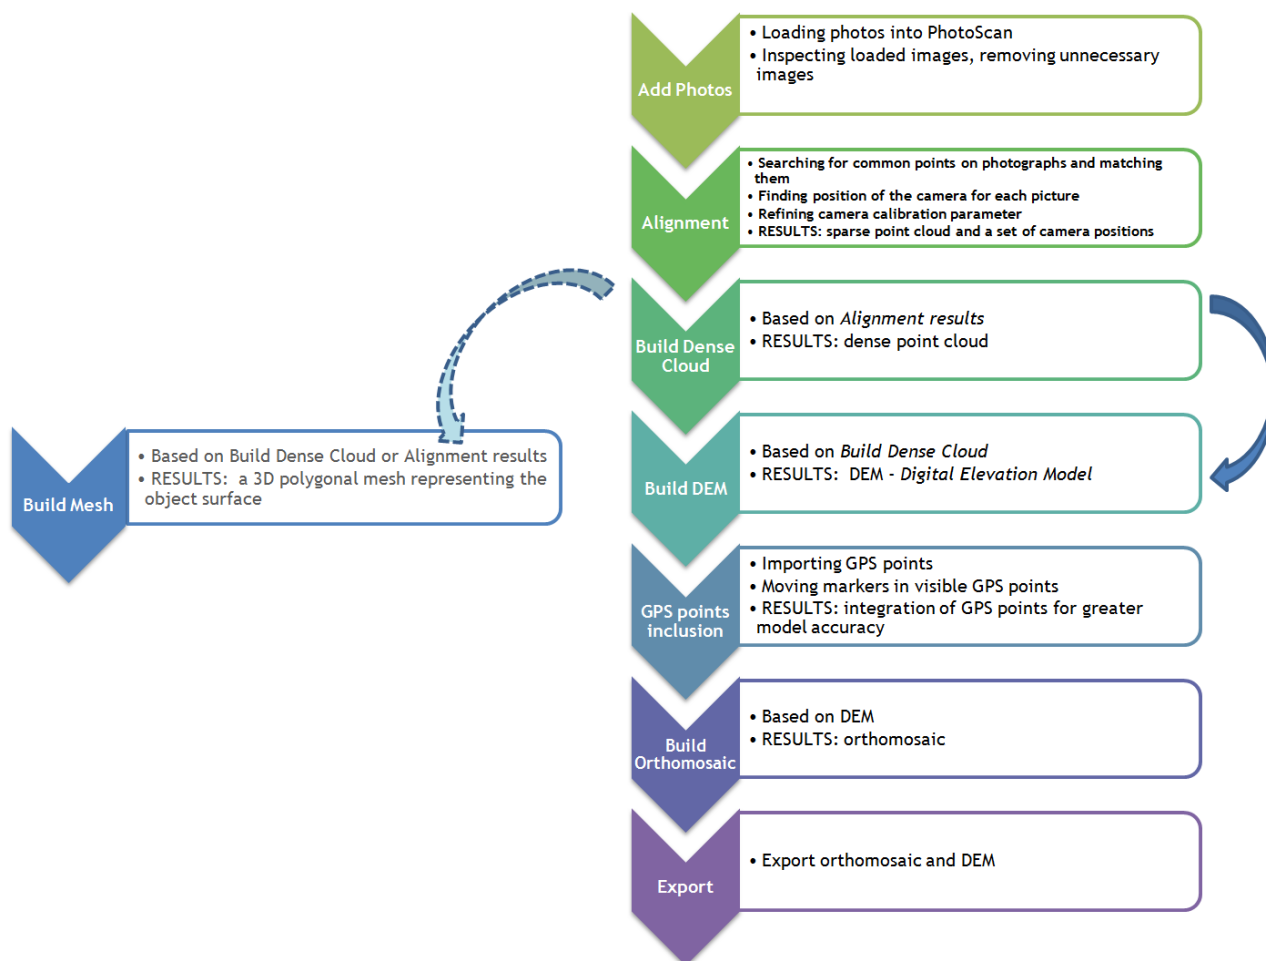 Add Photos
• Loading photos into PhotoScan
• Inspecting loaded images, removing unnecessary
images
Alignment
• Searching for common points on photographs and matching
them
• Finding position of the camera for each picture
• Refining camera calibration parameter
• RESULTS: sparse point cloud and a set of camera positions
Build Dense
Cloud
• Based on Alignment results
• RESULTS: dense point cloud
Build Mesh
• Based on Build Dense Cloud or Alignment results
• RESULTS: a 3D polygonal mesh representing the
object surface
Build DEM
• Based on Build Dense Cloud
• RESULTS: DEM - Digital Elevation Model
GPS points
inclusion
• Importing GPS points
• Moving markers in visible GPS points
• RESULTS: integration of GPS points for greater
model accuracy
Build
Orthomosaic
• Based on DEM
• RESULTS: orthomosaic
Export
• Export orthomosaic and DEM